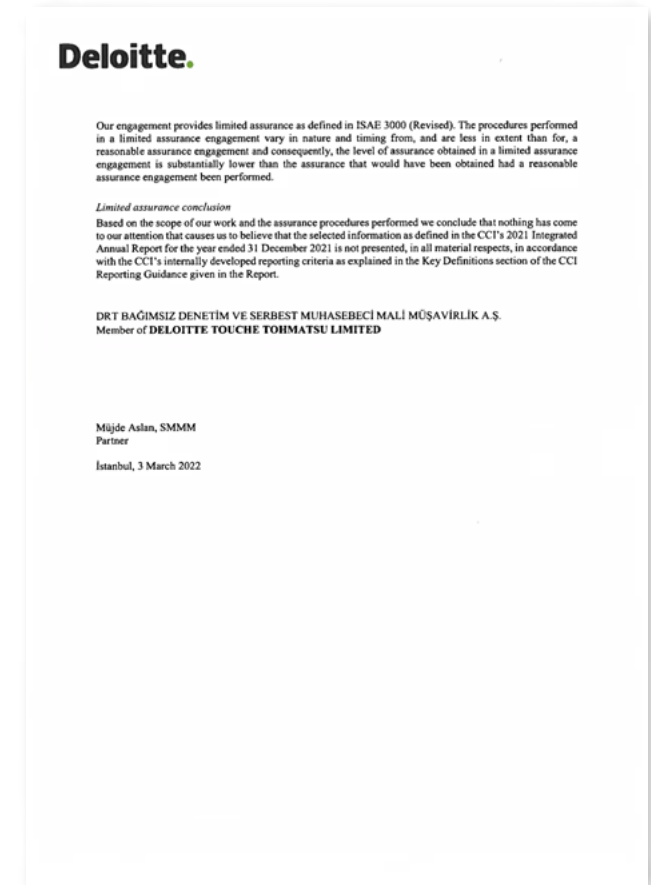 Deloitte.
Our engagement provides limited assurance as defined in ISAE 3000 (Revised). The procedures performed
in a limited assurance engagement vary in nature and timing from, and are less in extent than for, a
reasonable assurance engagement and consequently, the level of assurance obtained in a limited assurance
engagement is substantially lower than the assurance that would have been obtained had a reasonable
assurance engagement been performed.
Limited assurance conclusion
Based on the scope of our work and the assurance procedures performed we conclude that nothing has come
to our attention that causes us to believe that the selected information as defined in the CCI's 2021 Integrated
Annual Report for the year ended 31 December 2021 is not presented, in all material respects, in accordance
with the CCI's internally developed reporting criteria as explained in the Key Definitions section of the CCI
Reporting Guidance given in the Report.
DRT BAĞIMSIZ DENETİM VE SERBEST MUHASEBECİ MALİ MÜŞAVİRLİK A.Ş.
Member of DELOITTE TOUCHE TOHMATSU LIMITED
Müjde Aslan, SMMM
Partner
İstanbul, 3 March 2022